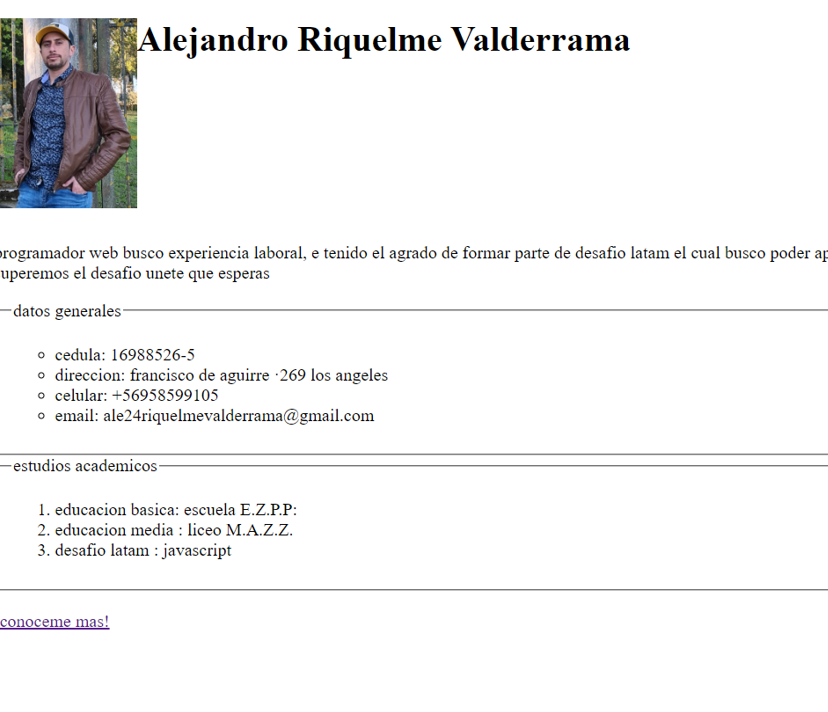 Alejandro Riquelme Valderrama
programador web busco experiencia laboral, e tenido el agrado de formar parte de desafio latam el cual busco poder ap
uperemos el desafio unete que esperas
datos generales
cedula: 16988526-5
direccion: francisco de aguirre ·269 los angeles
celular: +56958599105
email: ale24riquelmevalderrama@gmail.com
estudios academicos
1. educacion basica: escuela E.Z.P.P:
2. educacion media : liceo M.A.Z.Z.
3. desafio latam : javascript
conoceme mas!